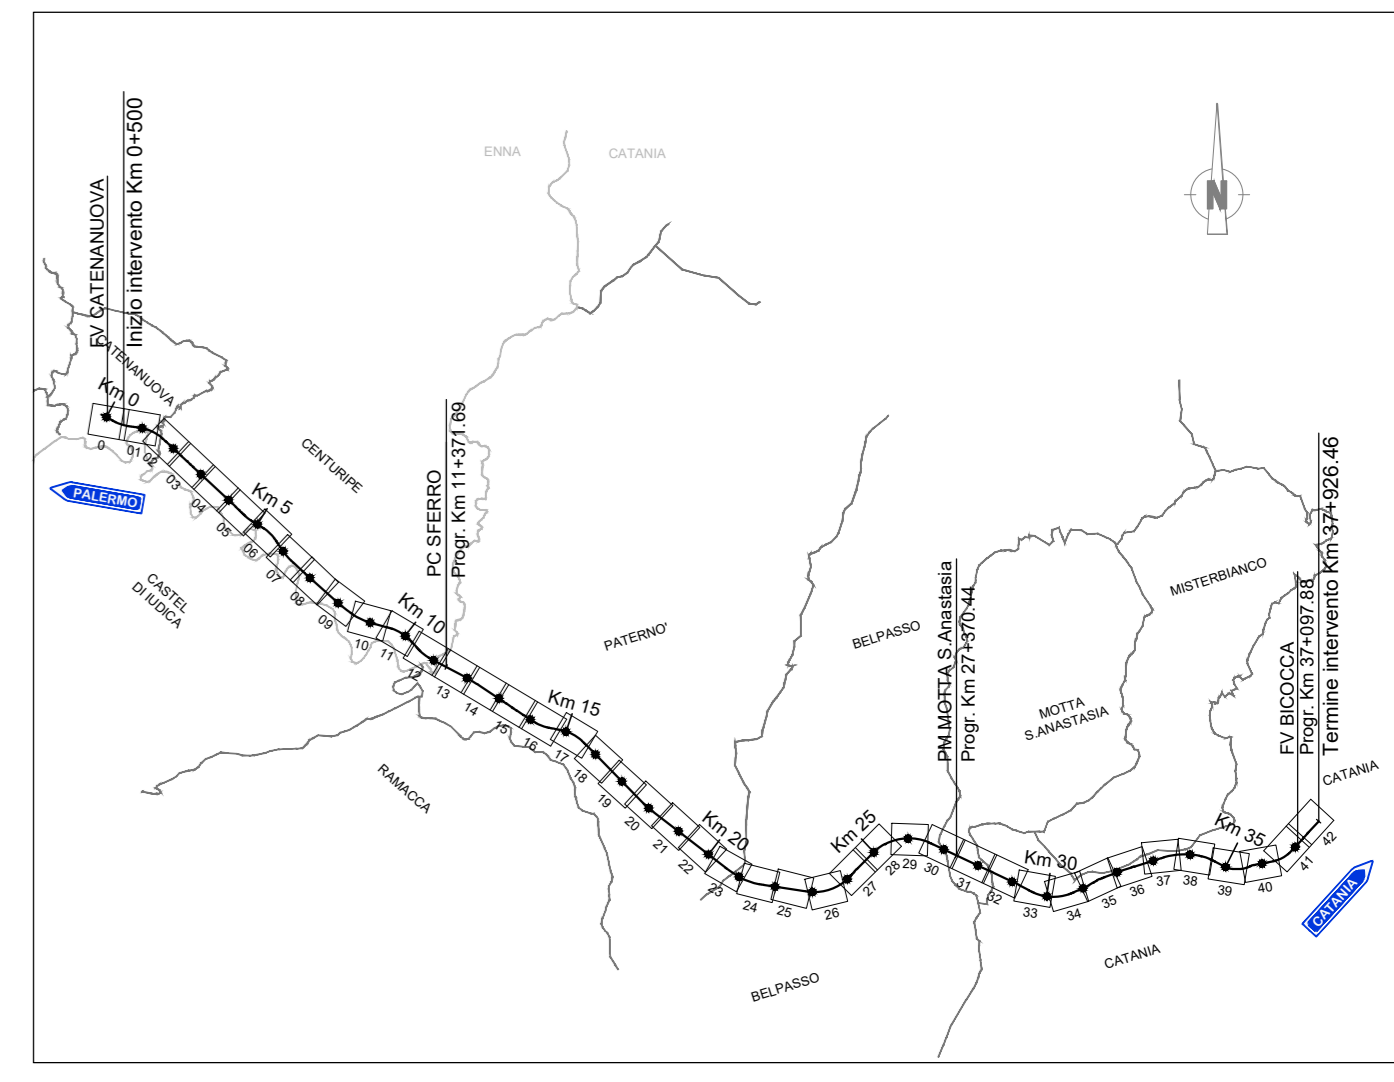 ENNA
CATANIA
N
FV CATENANUOVA
Inizio intervento Km 0+500
CATENANUOVA
Km 0
0
01
02
03
04
05
06
07
08
09
10
11
12
13
14
15
16
17
18
19
20
21
22
23
24
25
26
27
28
29
30
31
32
33
34
35
36
37
38
39
40
41
42
PALERMO
CENTURIPE
Km 5
CASTEL
DI IUDICA
Km 10
PC SFERRO
Progr. Km 11+371.69
Km 15
RAMACCA
PATERNO'
Km 20
BELPASSO
Km 25
PM MOTTA S.Anastasia
Progr. Km 27+370.44
Km 30
MOTTA
S.ANASTASIA
MISTERBIANCO
Km 35
FV BICOCCA
Progr. Km 37+097.88
Termine intervento Km 37+926.46
CATANIA
CATANIA
BELPASSO
CATANIA